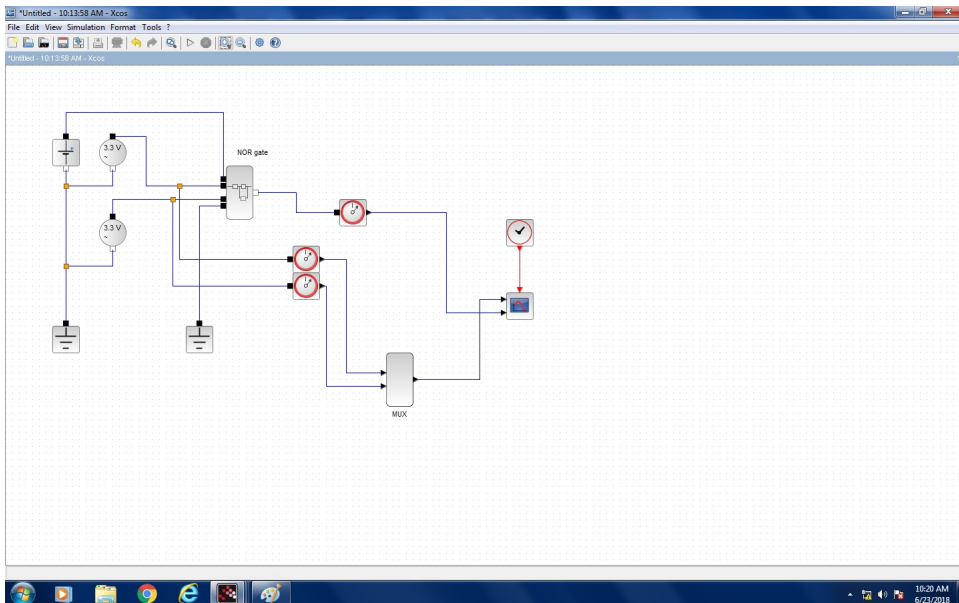 *Untitled - 10:13:58 AM - Xcos
File Edit View Simulation Format Tools ?
*Untitled - 10:13:58 AM - Xcos
3.3 V
~
NOR gate
3.3 V
~
MUX
10:20 AM
6/23/2018